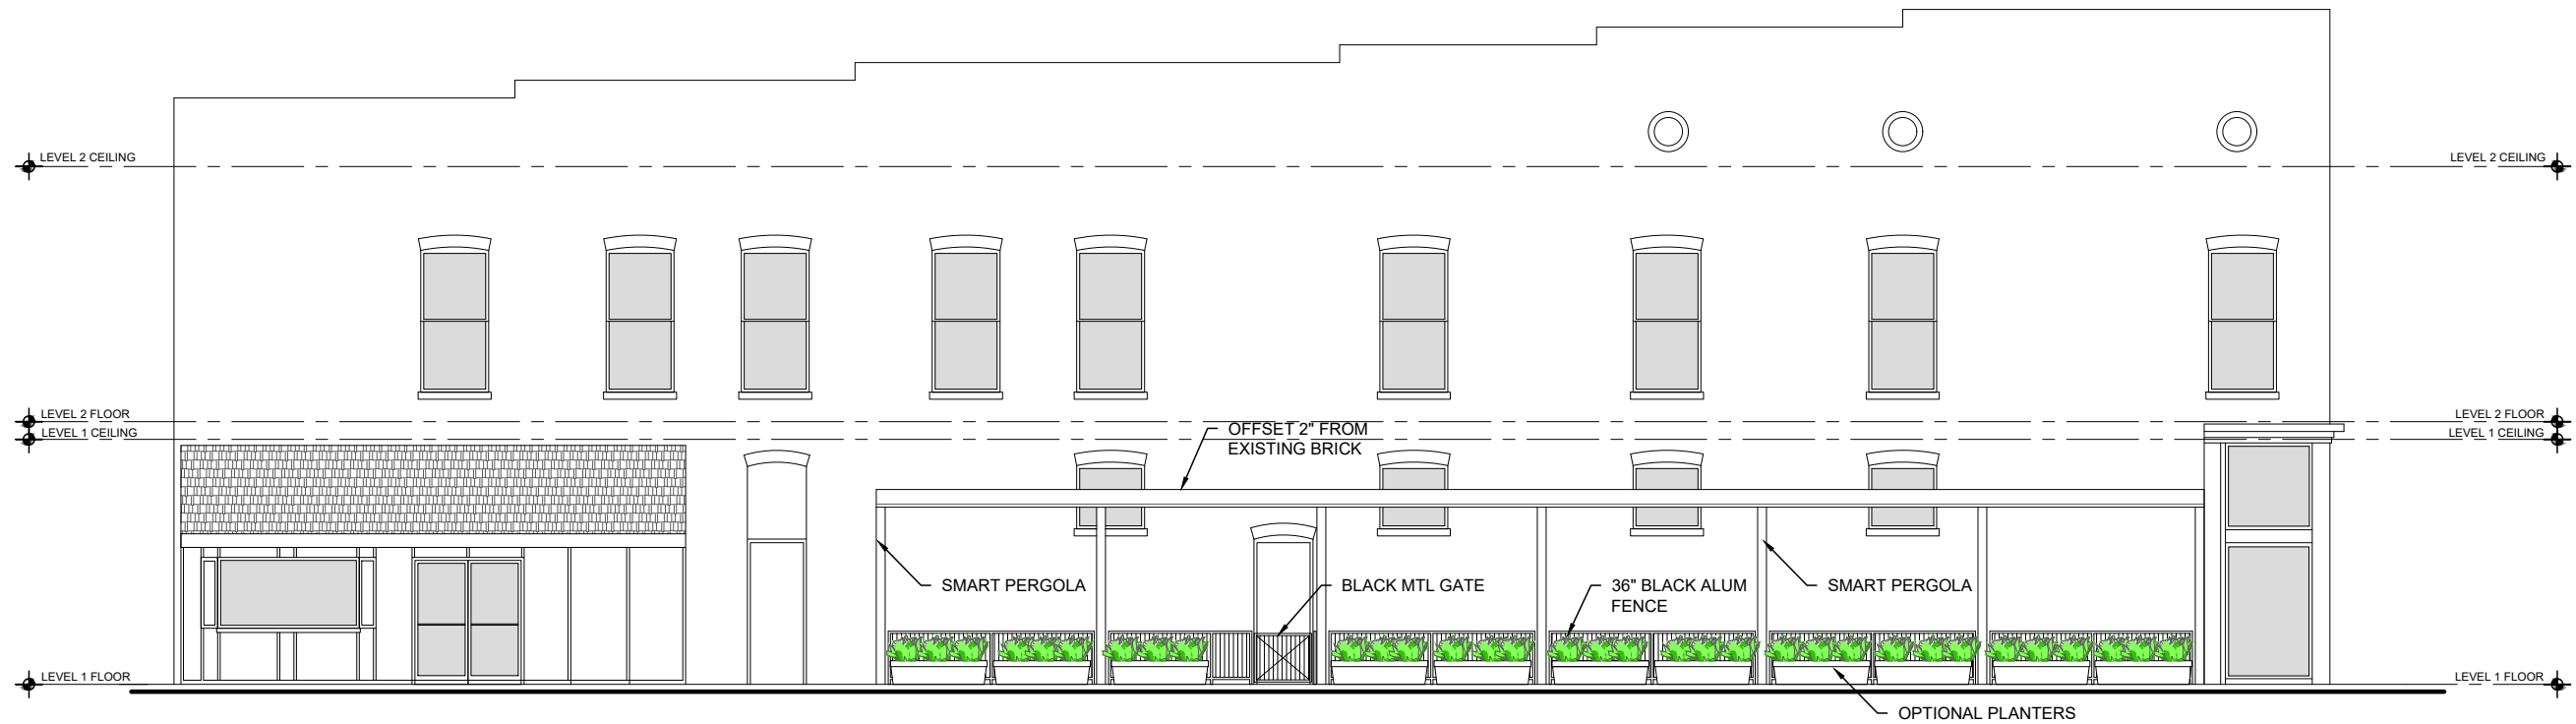 LEVEL 2 CEILING
LEVEL 2 CEILING
LEVEL 2 FLOOR
LEVEL 2 FLOOR
LEVEL 1 CEILING
LEVEL 1 CEILING
OFFSET 2" FROM
EXISTING BRICK
SMART PERGOLA
BLACK MTL GATE
36" BLACK ALUM
FENCE
SMART PERGOLA
LEVEL 1 FLOOR
LEVEL 1 FLOOR
OPTIONAL PLANTERS